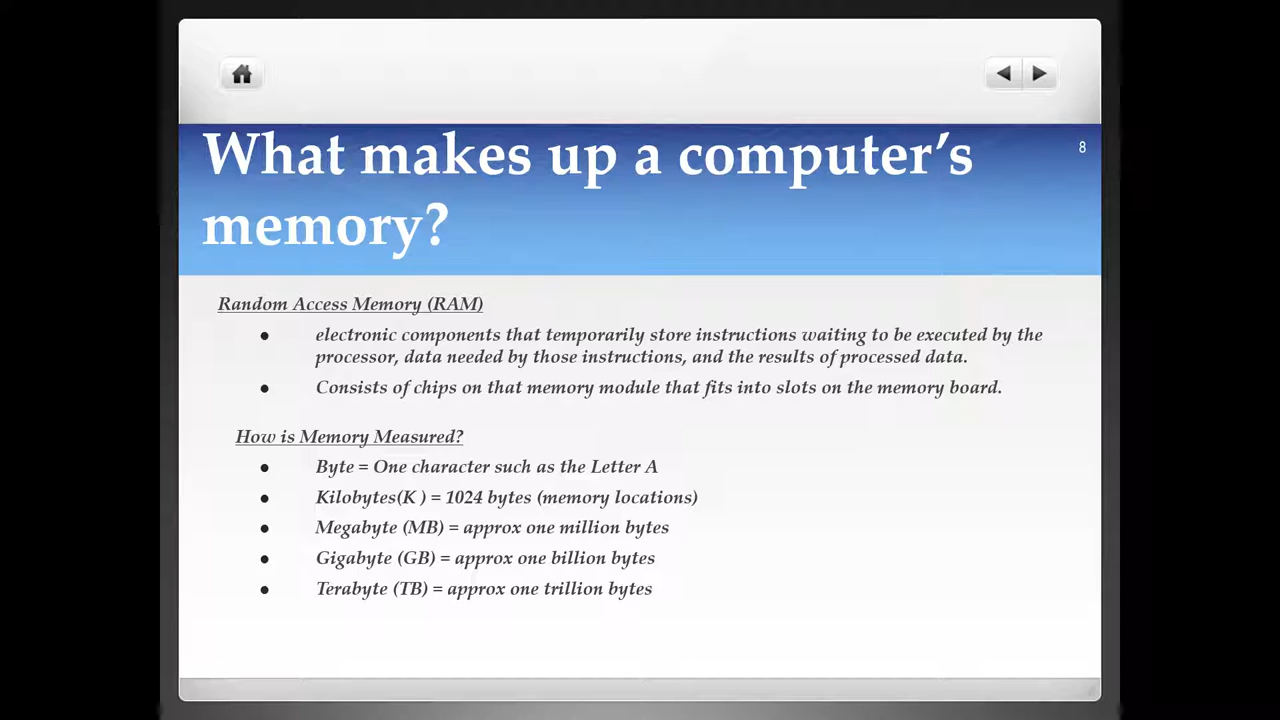 What makes up a computer’s
memory?
8
Random Access Memory (RAM)
● electronic components that temporarily store instructions waiting to be executed by the
processor, data needed by those instructions, and the results of processed data.
● Consists of chips on that memory module that fits into slots on the memory board.
How is Memory Measured?
● Byte = One character such as the Letter A
● Kilobytes(K ) = 1024 bytes (memory locations)
● Megabyte (MB) = approx one million bytes
● Gigabyte (GB) = approx one billion bytes
● Terabyte (TB) = approx one trillion bytes